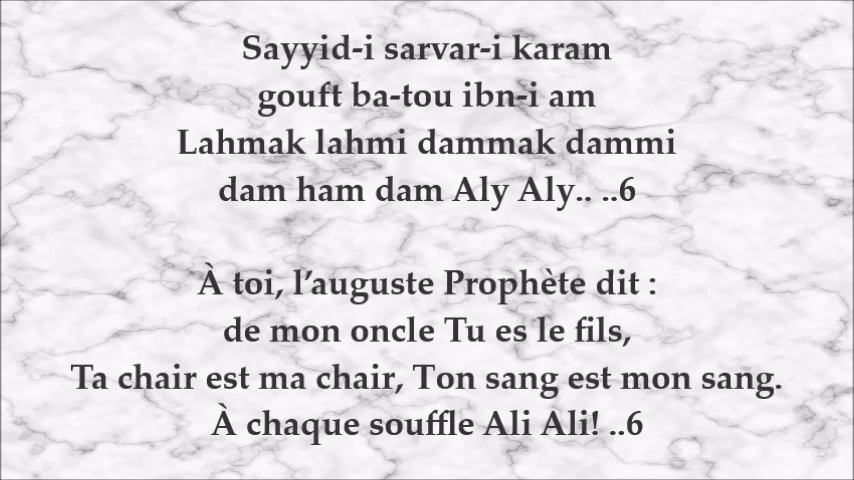 Sayyid-i sarvar-i karam
gouft ba-tou ibn-i am
Lahmak lahmi dammak dammi
dam ham dam Aly Aly.. ..6
À toi, l’auguste Prophète dit :
de mon oncle Tu es le fils,
Ta chair est ma chair, Ton sang est mon sang.
À chaque souffle Ali Ali! ..6